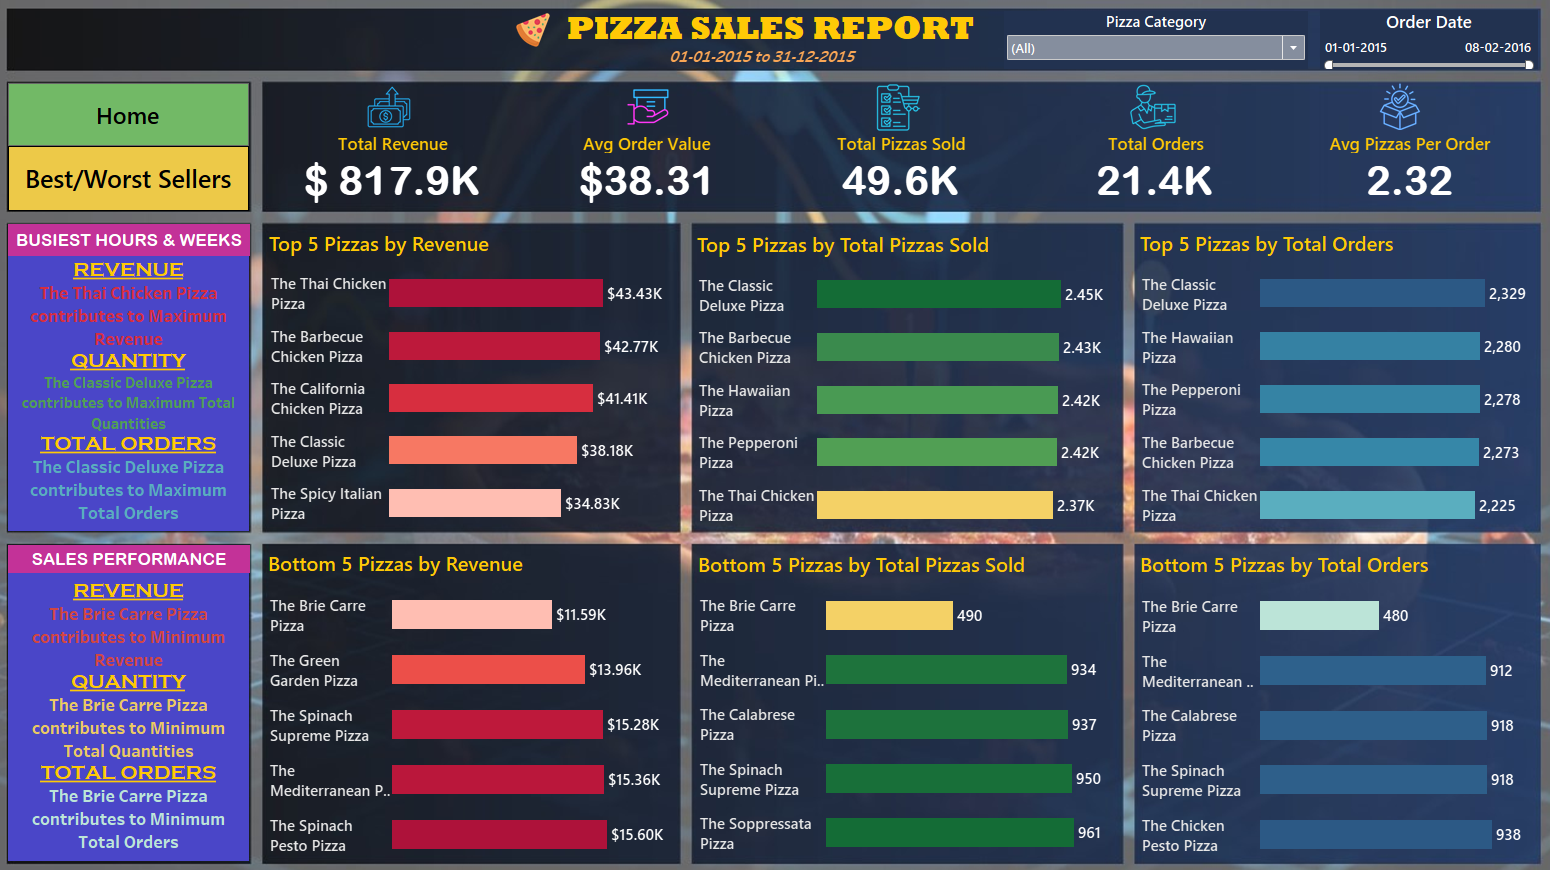 PIZZA SALES REPORT
01-01-2015 to 31-12-2015
Pizza Category
(All)
Order Date
01-01-2015 08-02-2016
Home
Best/Worst Sellers
Total Revenue
$ 817.9K
Avg Order Value
$38.31
Total Pizzas Sold
49.6K
Total Orders
21.4K
Avg Pizzas Per Order
2.32
BUSIEST HOURS & WEEKS
REVENUE
The Thai Chicken Pizza
contributes to Maximum
Revenue
QUANTITY
The Classic Deluxe Pizza
contributes to Maximum Total
Quantities
TOTAL ORDERS
The Classic Deluxe Pizza
contributes to Maximum
Total Orders
Top 5 Pizzas by Revenue
The Thai Chicken
Pizza
$43.43K
The Barbecue
Chicken Pizza
$42.77K
The California
Chicken Pizza
$41.41K
The Classic
Deluxe Pizza
$38.18K
The Spicy Italian
Pizza
$34.83K
Top 5 Pizzas by Total Pizzas Sold
The Classic
Deluxe Pizza
2.45K
The Barbecue
Chicken Pizza
2.43K
The Hawaiian
Pizza
2.42K
The Pepperoni
Pizza
2.42K
The Thai Chicken
Pizza
2.37K
Top 5 Pizzas by Total Orders
The Classic
Deluxe Pizza
2,329
The Hawaiian
Pizza
2,280
The Pepperoni
Pizza
2,278
The Barbecue
Chicken Pizza
2,273
The Thai Chicken
Pizza
2,225
SALES PERFORMANCE
REVENUE
The Brie Carre Pizza
contributes to Minimum
Revenue
QUANTITY
The Brie Carre Pizza
contributes to Minimum
Total Quantities
TOTAL ORDERS
The Brie Carre Pizza
contributes to Minimum
Total Orders
Bottom 5 Pizzas by Revenue
The Brie Carre
Pizza
$11.59K
The Green
Garden Pizza
$13.96K
The Spinach
Supreme Pizza
$15.28K
The
Mediterranean P..
$15.36K
The Spinach
Pesto Pizza
$15.60K
Bottom 5 Pizzas by Total Pizzas Sold
The Brie Carre
Pizza
490
The
Mediterranean Pi..
934
The Calabrese
Pizza
937
The Spinach
Supreme Pizza
950
The Soppressata
Pizza
961
Bottom 5 Pizzas by Total Orders
The Brie Carre
Pizza
480
The
Mediterranean ..
912
The Calabrese
Pizza
918
The Spinach
Supreme Pizza
918
The Chicken
Pesto Pizza
938